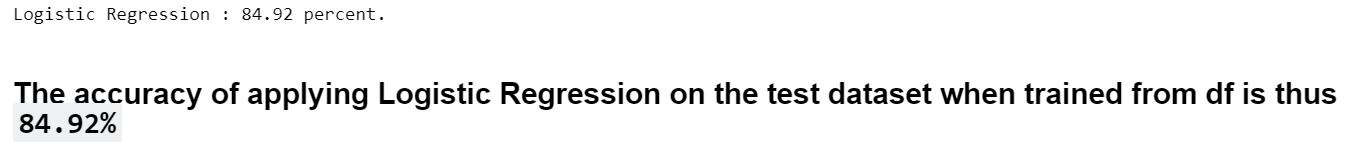 Logistic Regression : 84.92 percent.
The accuracy of applying Logistic Regression on the test dataset when trained from df is thus
84.92%